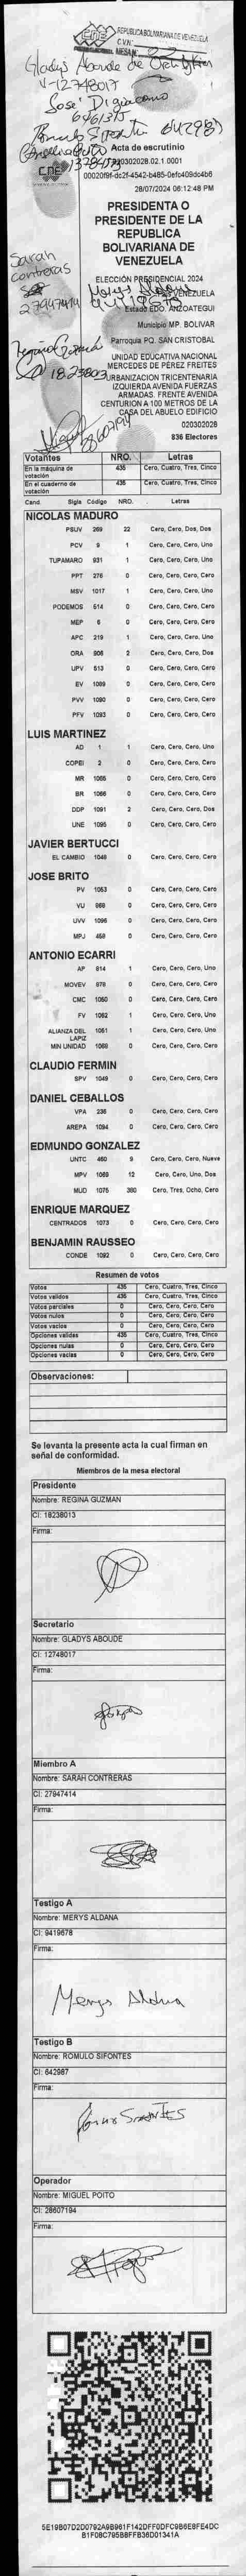 CNE
REPUBLICA BOLIVARIANA DE VENEZUELA
Gladys Aboude de
V-12748017
Jose Digiacomo
6961375
Romulo Sifontes 642987
Acta de escrutinio
020302028.02.1.0001
CNE
00020f9f-dc2f-4542-b485-0efc409dc4b6
28/07/2024 06:12:48 PM
PRESIDENTA O
PRESIDENTE DE LA
REPUBLICA
BOLIVARIANA DE
VENEZUELA
Sarah
Contreras
27947414
ELECCIÓN PRESIDENCIAL 2024
Merys Aldana
VENEZUELA
Estado EDO. ANZOATEGUI
Municipio MP. BOLIVAR
Parroquia PQ. SAN CRISTOBAL
Regina Guzman
UNIDAD EDUCATIVA NACIONAL
MERCEDES DE PEREZ FREITES
URBANIZACION TRICENTENARIA
IZQUIERDA AVENIDA FUERZAS
ARMADAS. FRENTE AVENIDA
CENTURION A 100 METROS DE LA
CASA DEL ABUELO EDIFICIO
020302028
28607194
836 Electores
Votantes NRO. Letras
En la máquina de votación 435 Cero, Cuatro, Tres, Cinco
En el cuaderno de votación 435 Cero, Cuatro, Tres, Cinco
Cand. Sigla Código NRO. Letras
NICOLAS MADURO
PSUV 269 22 Cero, Cero, Dos, Dos
PCV 9 1 Cero, Cero, Cero, Uno
TUPAMARO 931 1 Cero, Cero, Cero, Uno
PPT 276 0 Cero, Cero, Cero, Cero
MSV 1017 1 Cero, Cero, Cero, Uno
PODEMOS 514 0 Cero, Cero, Cero, Cero
MEP 6 0 Cero, Cero, Cero, Cero
APC 219 1 Cero, Cero, Cero, Uno
ORA 906 2 Cero, Cero, Cero, Dos
UPV 513 0 Cero, Cero, Cero, Cero
EV 1089 0 Cero, Cero, Cero, Cero
PVV 1090 0 Cero, Cero, Cero, Cero
PFV 1093 0 Cero, Cero, Cero, Cero
LUIS MARTINEZ
AD 1 1 Cero, Cero, Cero, Uno
COPEI 2 0 Cero, Cero, Cero, Cero
MR 1065 0 Cero, Cero, Cero, Cero
BR 1066 0 Cero, Cero, Cero, Cero
DDP 1091 2 Cero, Cero, Cero, Dos
UNE 1095 0 Cero, Cero, Cero, Cero
JAVIER BERTUCCI
EL CAMBIO 1048 0 Cero, Cero, Cero, Cero
JOSE BRITO
PV 1053 0 Cero, Cero, Cero, Cero
VU 969 0 Cero, Cero, Cero, Cero
UVV 1096 0 Cero, Cero, Cero, Cero
MPJ 458 0 Cero, Cero, Cero, Cero
ANTONIO ECARRI
AP 814 1 Cero, Cero, Cero, Uno
MOVEV 978 0 Cero, Cero, Cero, Cero
CMC 1050 0 Cero, Cero, Cero, Cero
FV 1052 1 Cero, Cero, Cero, Uno
ALIANZA DEL LAPIZ 1051 1 Cero, Cero, Cero, Uno
MIN UNIDAD 1068 0 Cero, Cero, Cero, Cero
CLAUDIO FERMIN
SPV 1049 0 Cero, Cero, Cero, Cero
DANIEL CEBALLOS
VPA 236 0 Cero, Cero, Cero, Cero
AREPA 1094 0 Cero, Cero, Cero, Cero
EDMUNDO GONZALEZ
UNTC 460 9 Cero, Cero, Cero, Nueve
MPV 1069 12 Cero, Cero, Uno, Dos
MUD 1075 380 Cero, Tres, Ocho, Cero
ENRIQUE MARQUEZ
CENTRADOS 1073 0 Cero, Cero, Cero, Cero
BENJAMIN RAUSSEO
CONDE 1092 0 Cero, Cero, Cero, Cero
Resumen de votos
Votos 435 Cero, Cuatro, Tres, Cinco
Votos validos 435 Cero, Cuatro, Tres, Cinco
Votos parciales 0 Cero, Cero, Cero, Cero
Votos nulos 0 Cero, Cero, Cero, Cero
Votos vacios 0 Cero, Cero, Cero, Cero
Opciones validas 435 Cero, Cuatro, Tres, Cinco
Opciones nulas 0 Cero, Cero, Cero, Cero
Opciones vacias 0 Cero, Cero, Cero, Cero
Observaciones:
Se levanta la presente acta la cual firman en
señal de conformidad.
Miembros de la mesa electoral
Presidente
Nombre: REGINA GUZMAN
CI: 18238013
Firma:
Secretario
Nombre: GLADYS ABOUDE
CI: 12748017
Firma:
Miembro A
Nombre: SARAH CONTRERAS
CI: 27947414
Firma:
Testigo A
Nombre: MERYS ALDANA
CI: 9419678
Firma:
Merys Aldana
Testigo B
Nombre: ROMULO SIFONTES
CI: 642987
Firma:
Operador
Nombre: MIGUEL POITO
CI: 28607194
Firma:
5E19B07D2D0792A98961F142DFF0DFC9B6E8FE4DC
B1F08C795B8FFB36D01341A